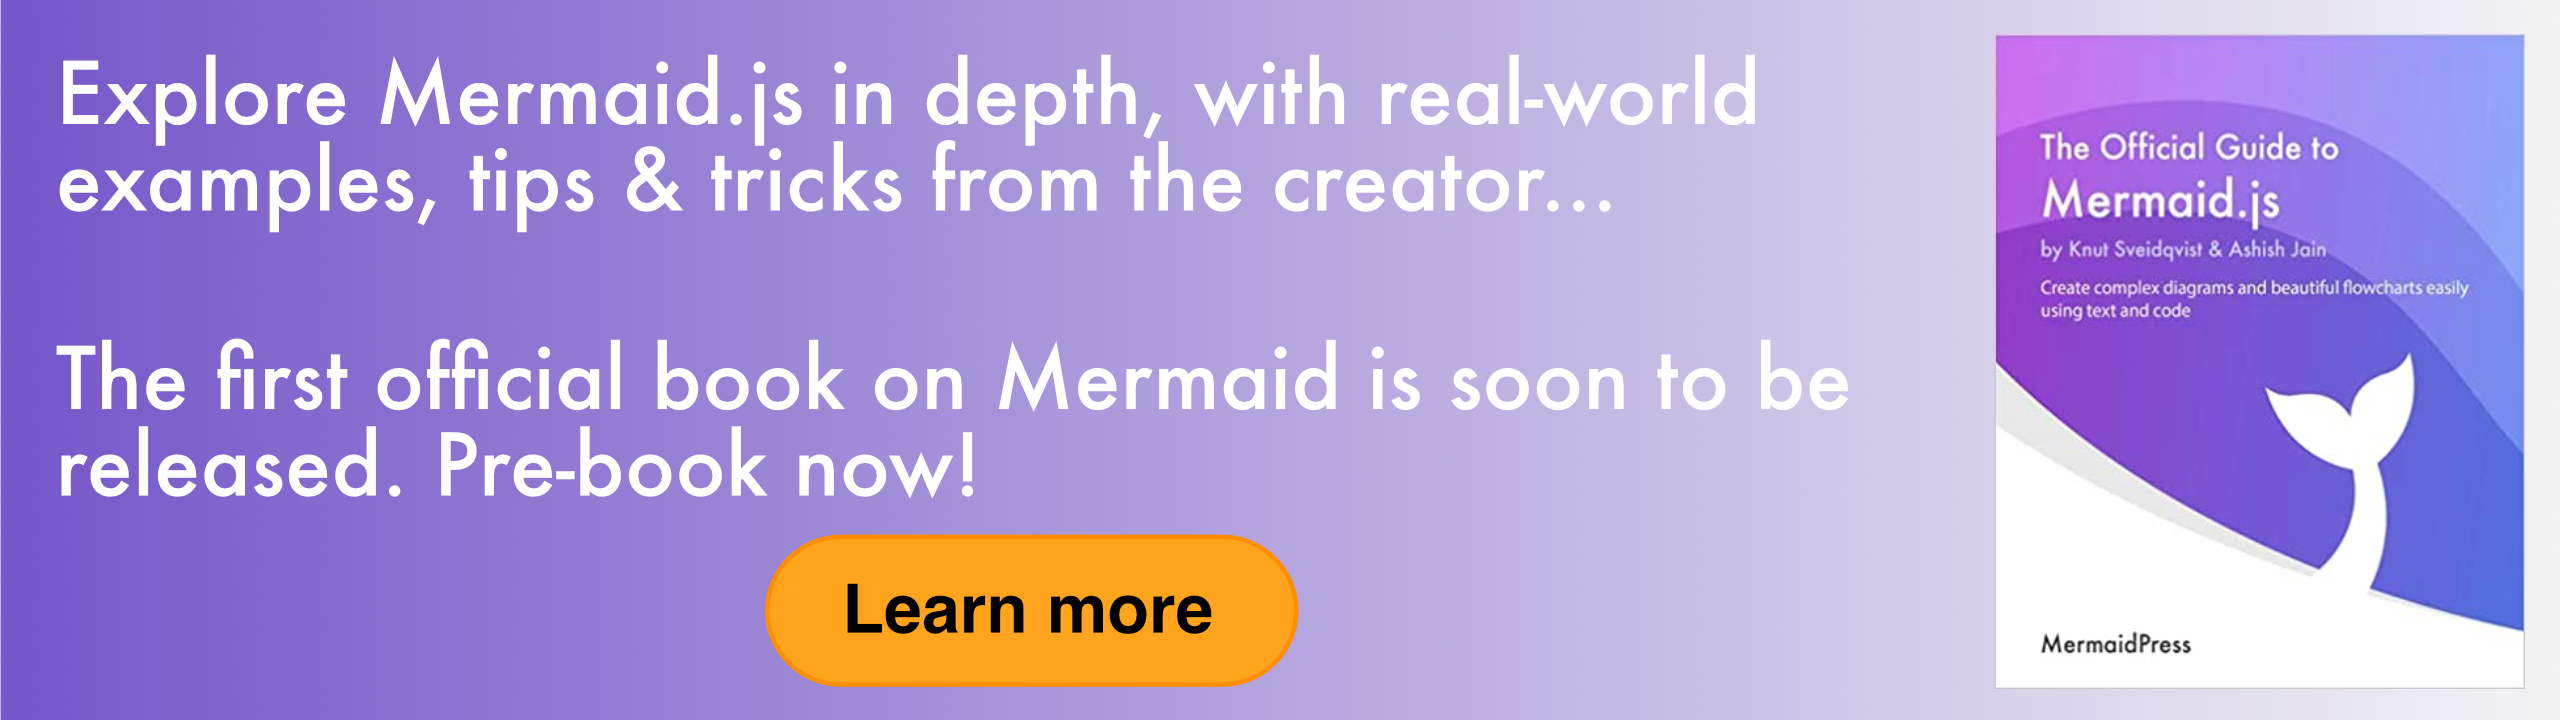 Explore Mermaid.js in depth, with real-world
examples, tips & tricks from the creator...
The first official book on Mermaid is soon to be
released. Pre-book now!
Learn more
The Official Guide to
Mermaid.js
by Knut Sveidqvist & Ashish Jain
Create complex diagrams and beautiful flowcharts easily
using text and code
MermaidPress